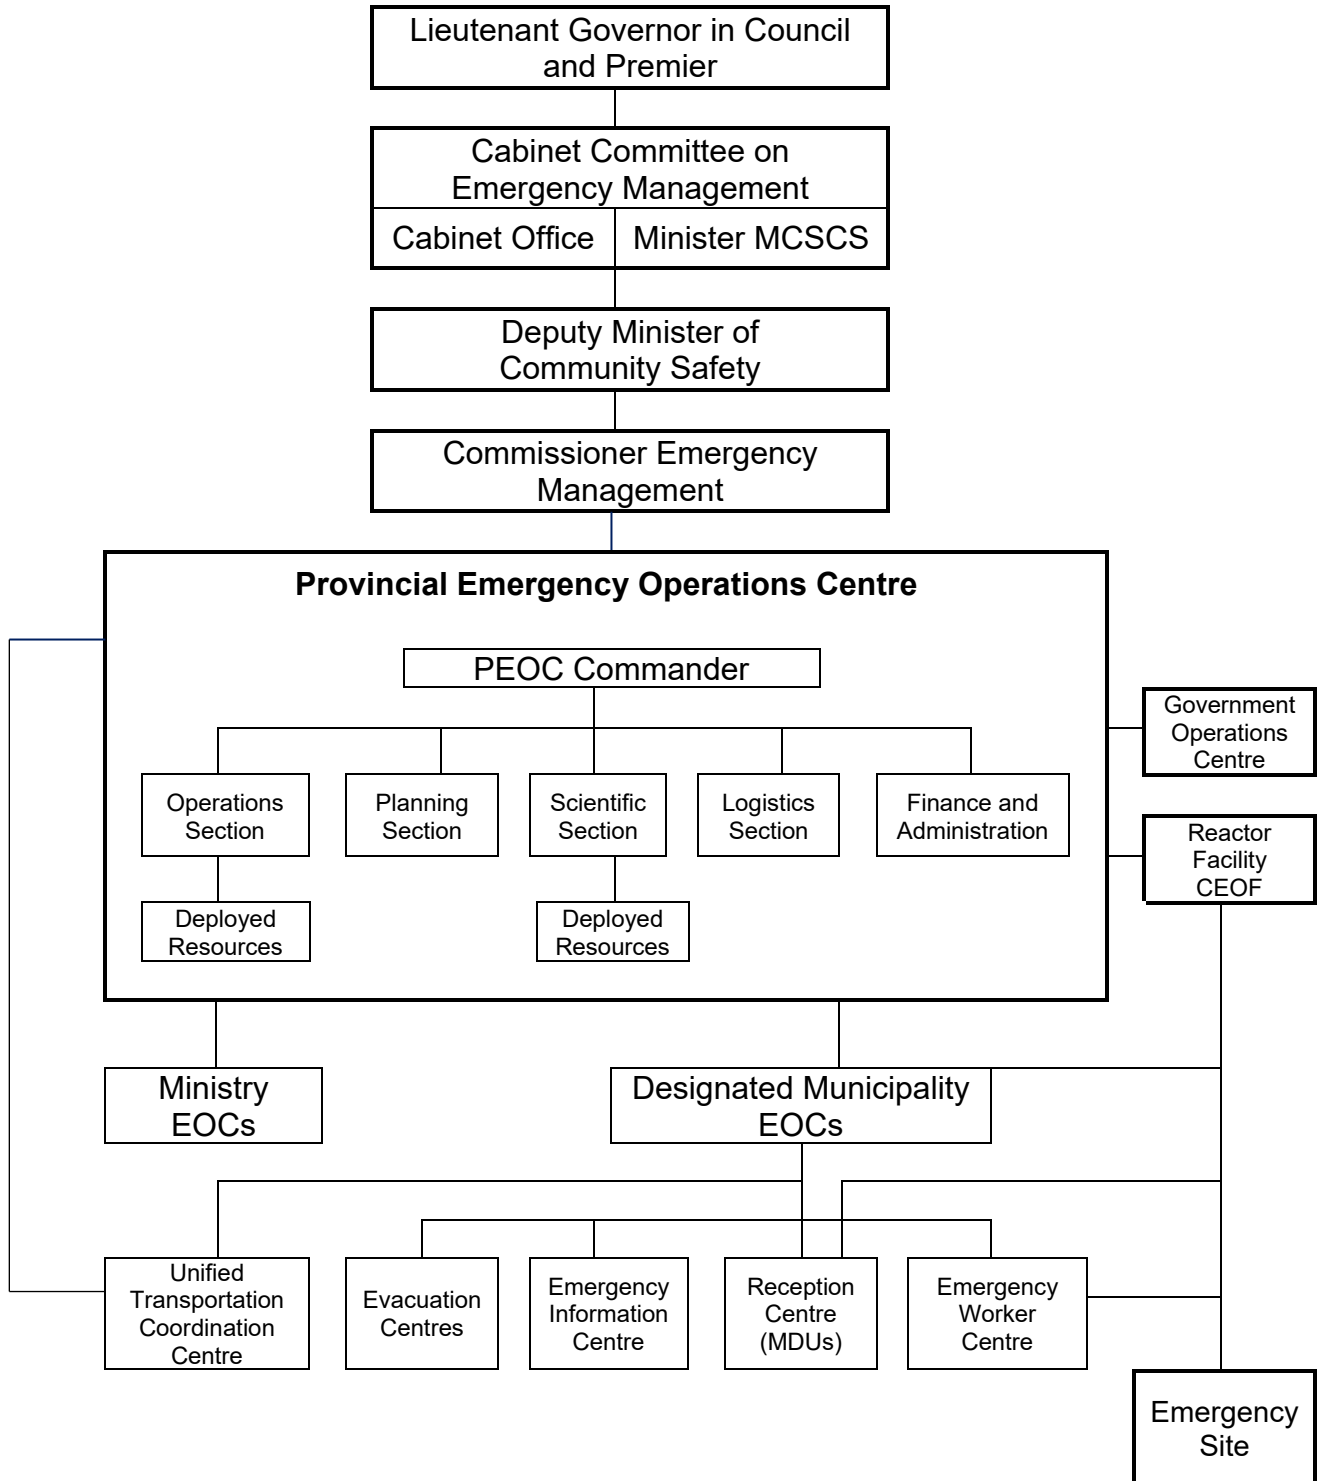 Lieutenant Governor in Council
and Premier
Cabinet Committee on
Emergency Management
Cabinet Office
Minister MCSCS
Deputy Minister of
Community Safety
Commissioner Emergency
Management
Provincial Emergency Operations Centre
PEOC Commander
Operations
Section
Planning
Section
Scientific
Section
Logistics
Section
Finance and
Administration
Deployed
Resources
Deployed
Resources
Government
Operations
Centre
Reactor
Facility
CEOF
Ministry
EOCs
Designated Municipality
EOCs
Unified
Transportation
Coordination
Centre
Evacuation
Centres
Emergency
Information
Centre
Reception
Centre
(MDUs)
Emergency
Worker
Centre
Emergency
Site